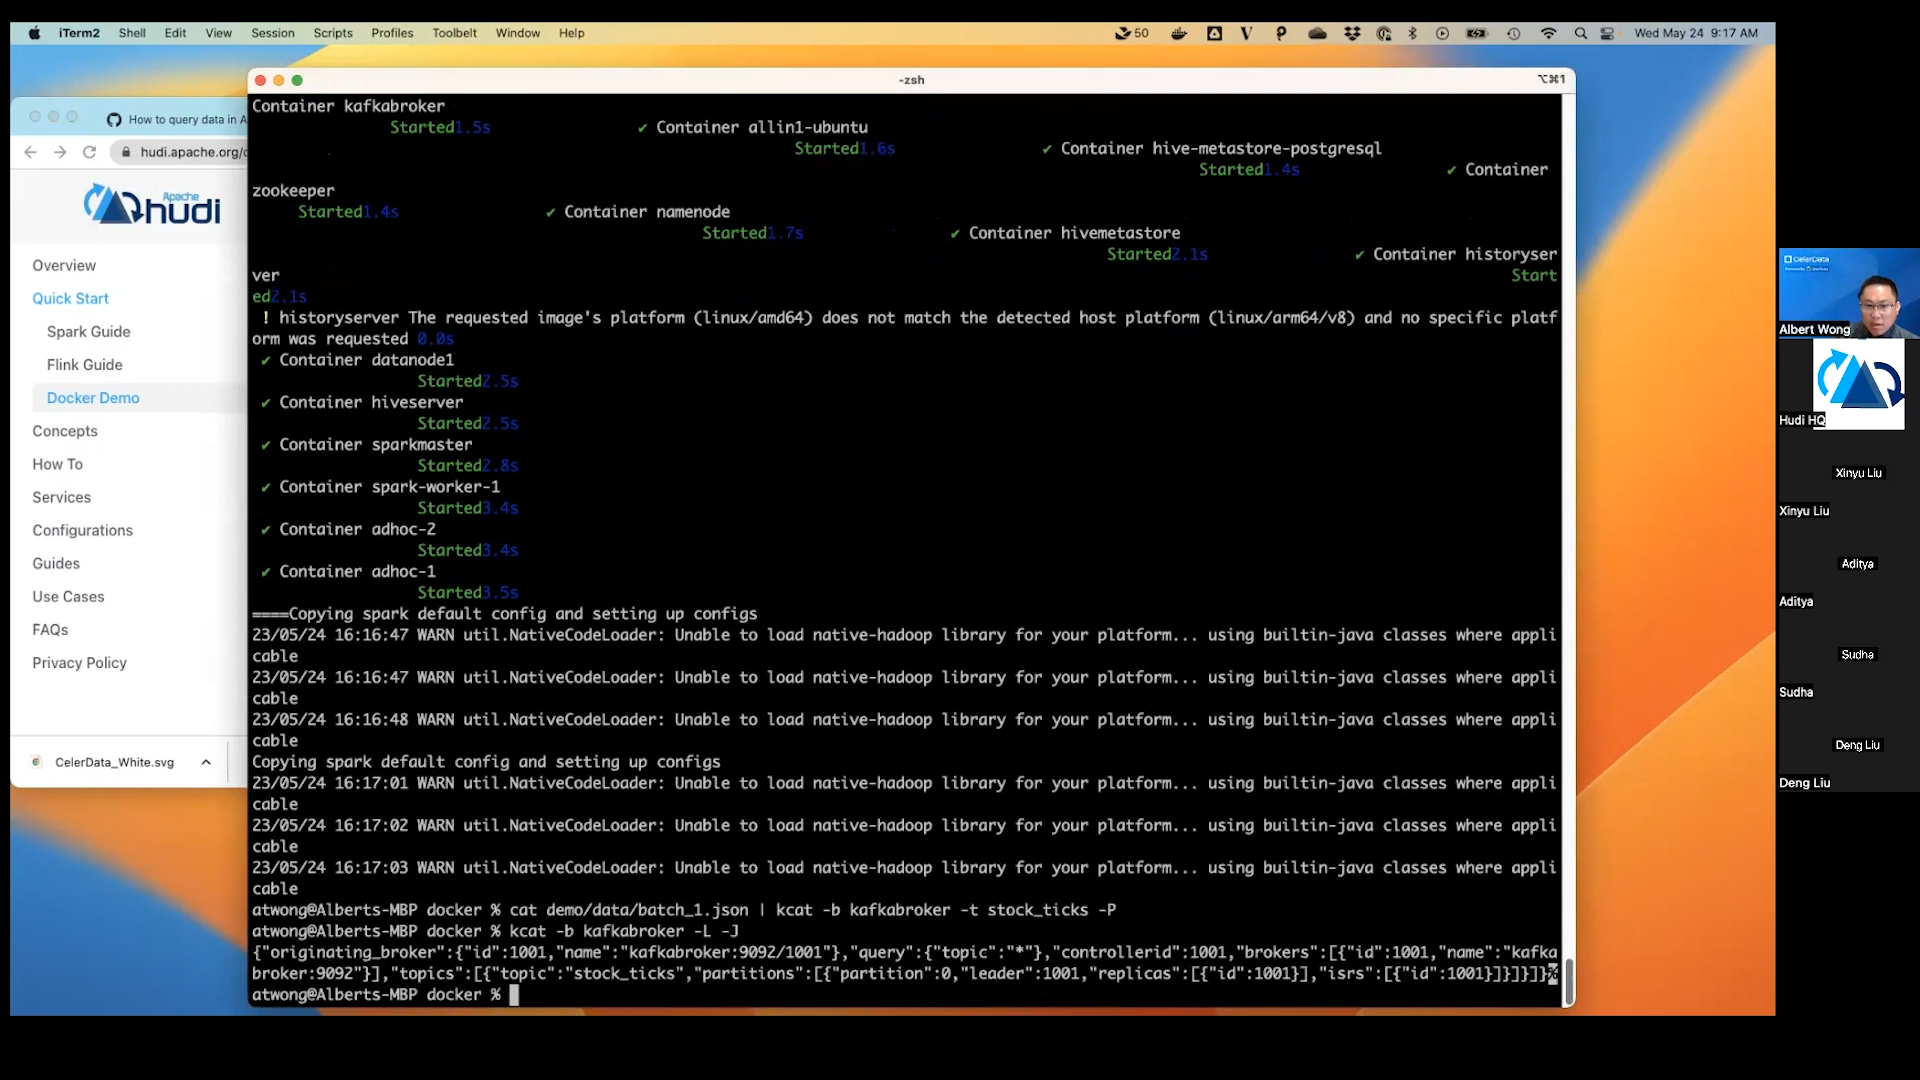 iTerm2 Shell Edit View Session Scripts Profiles Toolbelt Window Help 50 Wed May 24 9:17 AM
-zsh ⌥⌘1
How to query data in A
hudi.apache.org/
Apache
hudi
Overview
Quick Start
Spark Guide
Flink Guide
Docker Demo
Concepts
How To
Services
Configurations
Guides
Use Cases
FAQs
Privacy Policy
CelerData_White.svg
Container kafkabroker
Started1.5s ✔ Container allin1-ubuntu
Started1.6s ✔ Container hive-metastore-postgresql
Started1.4s ✔ Container
zookeeper
Started1.4s ✔ Container namenode
Started1.7s ✔ Container hivemetastore
Started2.1s ✔ Container historyser
ver Start
ed2.1s
! historyserver The requested image's platform (linux/amd64) does not match the detected host platform (linux/arm64/v8) and no specific platf
orm was requested 0.0s
✔ Container datanode1
Started2.5s
✔ Container hiveserver
Started2.5s
✔ Container sparkmaster
Started2.8s
✔ Container spark-worker-1
Started3.4s
✔ Container adhoc-2
Started3.4s
✔ Container adhoc-1
Started3.5s
====Copying spark default config and setting up configs
23/05/24 16:16:47 WARN util.NativeCodeLoader: Unable to load native-hadoop library for your platform... using builtin-java classes where appli
cable
23/05/24 16:16:47 WARN util.NativeCodeLoader: Unable to load native-hadoop library for your platform... using builtin-java classes where appli
cable
23/05/24 16:16:48 WARN util.NativeCodeLoader: Unable to load native-hadoop library for your platform... using builtin-java classes where appli
cable
Copying spark default config and setting up configs
23/05/24 16:17:01 WARN util.NativeCodeLoader: Unable to load native-hadoop library for your platform... using builtin-java classes where appli
cable
23/05/24 16:17:02 WARN util.NativeCodeLoader: Unable to load native-hadoop library for your platform... using builtin-java classes where appli
cable
23/05/24 16:17:03 WARN util.NativeCodeLoader: Unable to load native-hadoop library for your platform... using builtin-java classes where appli
cable
atwong@Alberts-MBP docker % cat demo/data/batch_1.json | kcat -b kafkabroker -t stock_ticks -P
atwong@Alberts-MBP docker % kcat -b kafkabroker -L -J
{"originating_broker":{"id":1001,"name":"kafkabroker:9092/1001"},"query":{"topic":"*"},"controllerid":1001,"brokers":[{"id":1001,"name":"kafka
broker:9092"}],"topics":[{"topic":"stock_ticks","partitions":[{"partition":0,"leader":1001,"replicas":[{"id":1001}],"isrs":[{"id":1001}]}]}]}%
atwong@Alberts-MBP docker %
CelerData
Albert Wong
Hudi HQ
Xinyu Liu
Xinyu Liu
Aditya
Aditya
Sudha
Sudha
Deng Liu
Deng Liu